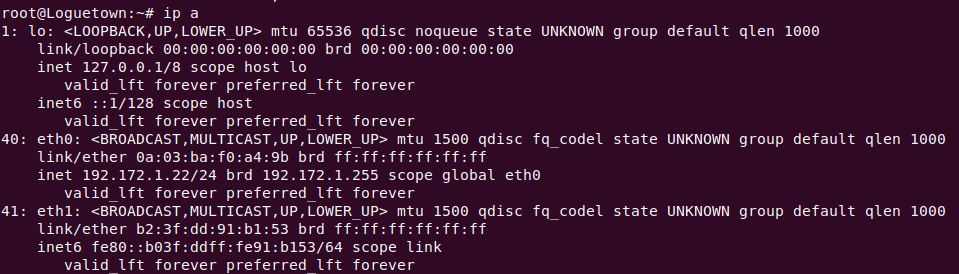 root@Loguetown:~# ip a
1: lo: <LOOPBACK,UP,LOWER_UP> mtu 65536 qdisc noqueue state UNKNOWN group default qlen 1000
    link/loopback 00:00:00:00:00:00 brd 00:00:00:00:00:00
    inet 127.0.0.1/8 scope host lo
       valid_lft forever preferred_lft forever
    inet6 ::1/128 scope host
       valid_lft forever preferred_lft forever
40: eth0: <BROADCAST,MULTICAST,UP,LOWER_UP> mtu 1500 qdisc fq_codel state UNKNOWN group default qlen 1000
    link/ether 0a:03:ba:f0:a4:9b brd ff:ff:ff:ff:ff:ff
    inet 192.172.1.22/24 brd 192.172.1.255 scope global eth0
       valid_lft forever preferred_lft forever
41: eth1: <BROADCAST,MULTICAST,UP,LOWER_UP> mtu 1500 qdisc fq_codel state UNKNOWN group default qlen 1000
    link/ether b2:3f:dd:91:b1:53 brd ff:ff:ff:ff:ff:ff
    inet6 fe80::b03f:ddff:fe91:b153/64 scope link
       valid_lft forever preferred_lft forever